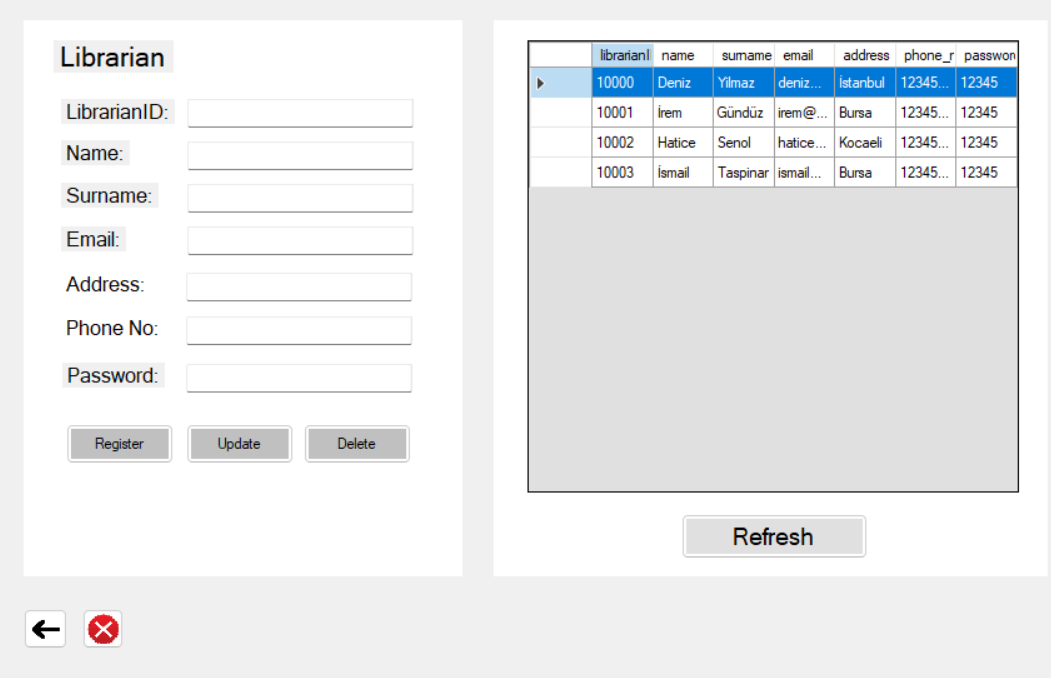 Librarian
LibrarianID:
Name:
Surname:
Email:
Address:
Phone No:
Password:
Register Update Delete
librarianI name surname email address phone_r passwor
10000 Deniz Yilmaz deniz... İstanbul 12345... 12345
10001 İrem Gündüz irem@... Bursa 12345... 12345
10002 Hatice Senol hatice... Kocaeli 12345... 12345
10003 İsmail Taspinar ismail... Bursa 12345... 12345
Refresh